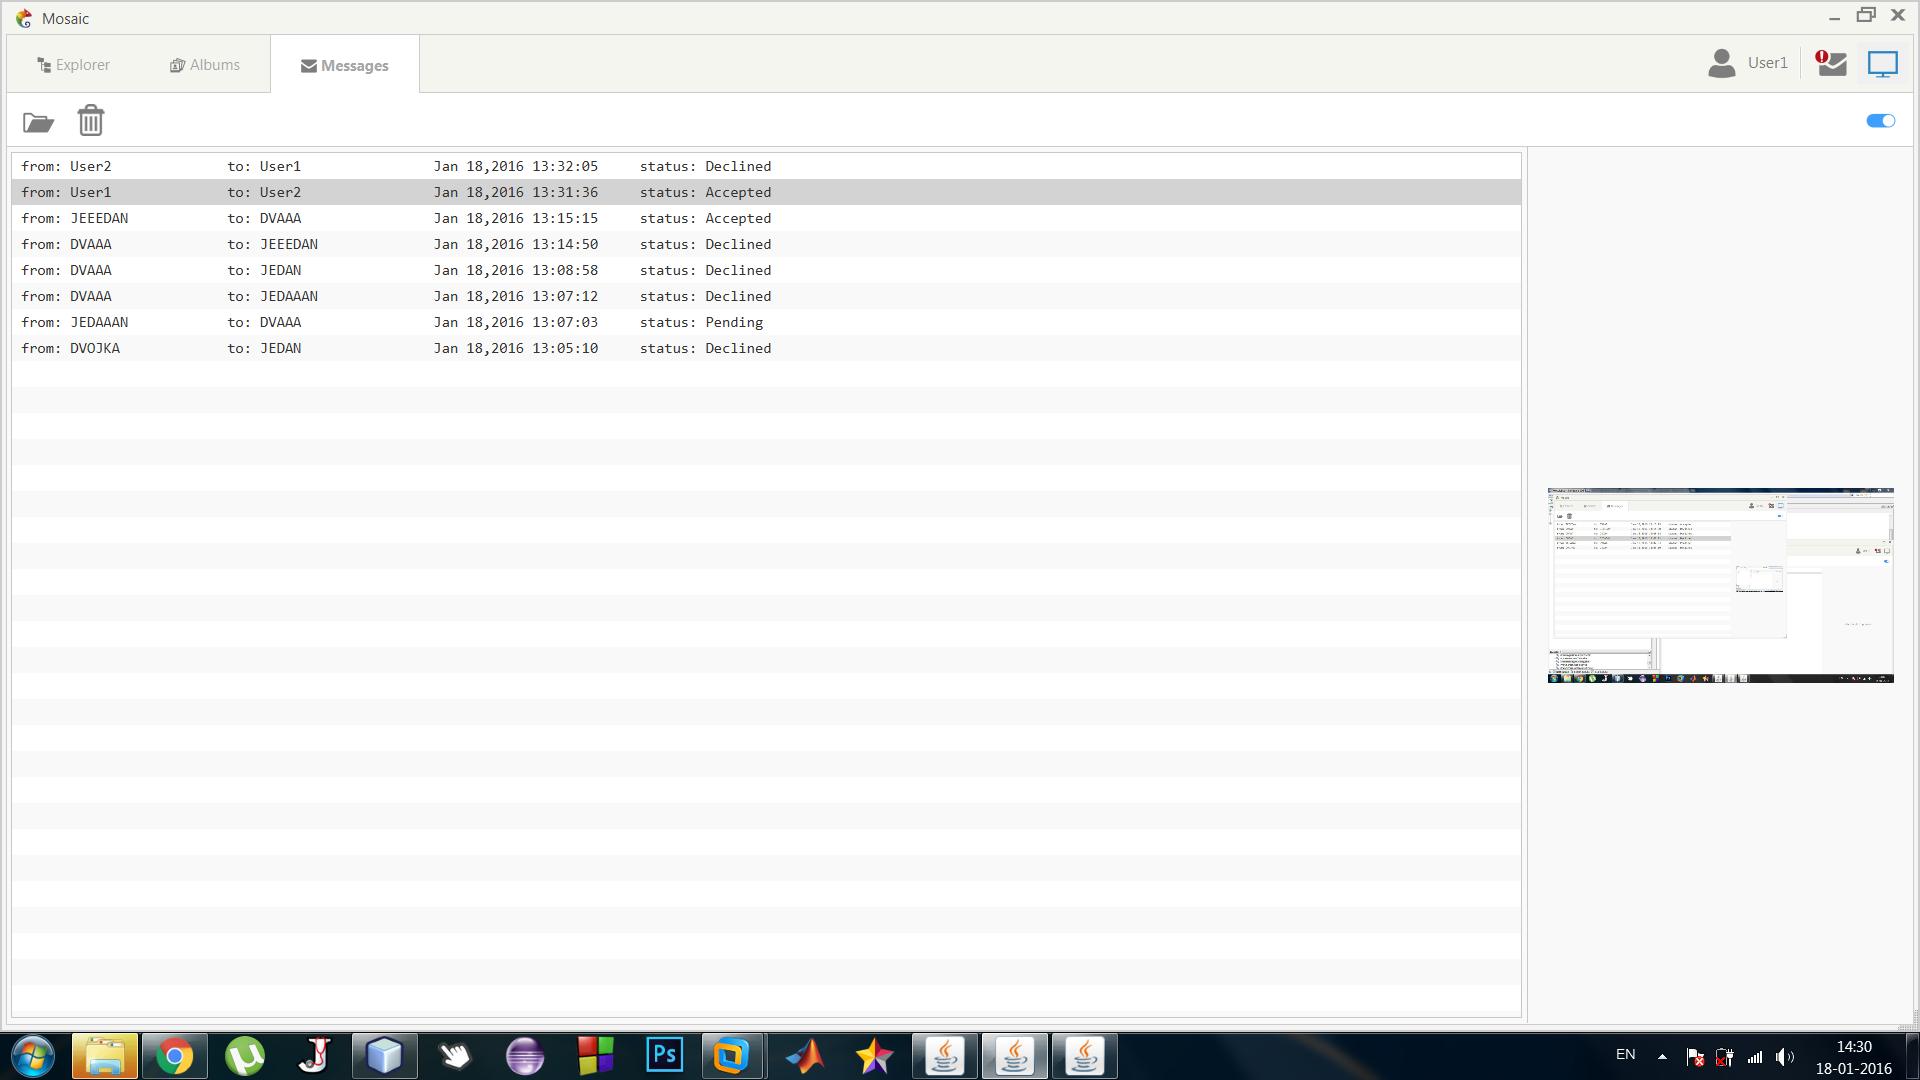 Mosaic
Explorer
Albums
Messages
User1
from: User2 to: User1 Jan 18,2016 13:32:05 status: Declined
from: User1 to: User2 Jan 18,2016 13:31:36 status: Accepted
from: JEEEDAN to: DVAAA Jan 18,2016 13:15:15 status: Accepted
from: DVAAA to: JEEEDAN Jan 18,2016 13:14:50 status: Declined
from: DVAAA to: JEDAN Jan 18,2016 13:08:58 status: Declined
from: DVAAA to: JEDAAAN Jan 18,2016 13:07:12 status: Declined
from: JEDAAAN to: DVAAA Jan 18,2016 13:07:03 status: Pending
from: DVOJKA to: JEDAN Jan 18,2016 13:05:10 status: Declined
Ps
EN
14:30
18-01-2016